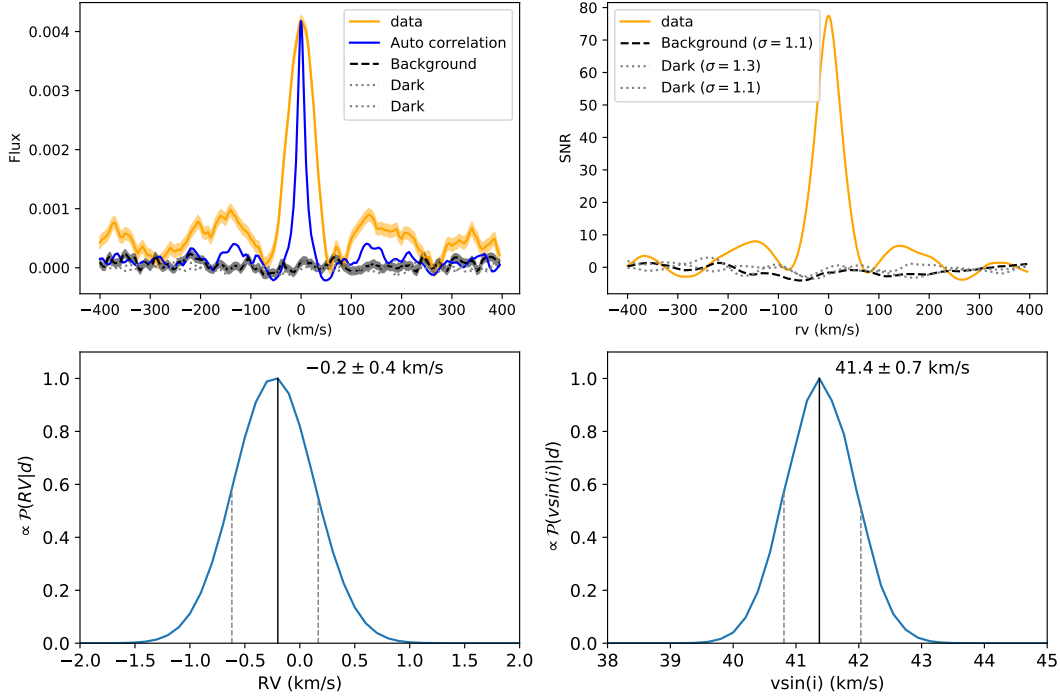 0.004
0.003
0.002
0.001
0.000
Flux
data
Auto correlation
Background
Dark
Dark
−400 −300 −200 −100 0 100 200 300 400
rv (km/s)
80
70
60
50
40
30
20
10
0
SNR
data
Background (σ = 1.1)
Dark (σ = 1.3)
Dark (σ = 1.1)
−400 −300 −200 −100 0 100 200 300 400
rv (km/s)
−0.2 ± 0.4 km/s
1.0
0.8
0.6
0.4
0.2
0.0
∝ 𝒫(RV|d)
−2.0 −1.5 −1.0 −0.5 0.0 0.5 1.0 1.5 2.0
RV (km/s)
41.4 ± 0.7 km/s
1.0
0.8
0.6
0.4
0.2
0.0
∝ 𝒫(vsin(i)|d)
38 39 40 41 42 43 44 45
vsin(i) (km/s)